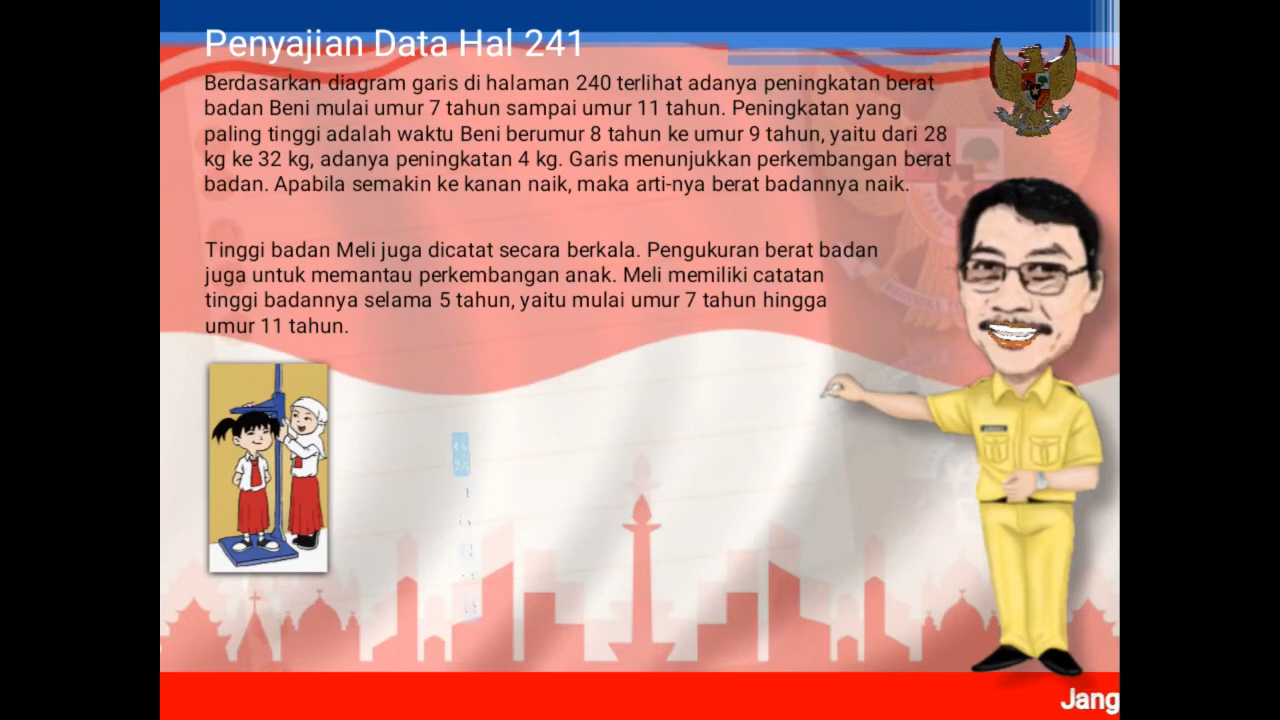 Penyajian Data Hal 241
Berdasarkan diagram garis di halaman 240 terlihat adanya peningkatan berat
badan Beni mulai umur 7 tahun sampai umur 11 tahun. Peningkatan yang
paling tinggi adalah waktu Beni berumur 8 tahun ke umur 9 tahun, yaitu dari 28
kg ke 32 kg, adanya peningkatan 4 kg. Garis menunjukkan perkembangan berat
badan. Apabila semakin ke kanan naik, maka arti-nya berat badannya naik.
Tinggi badan Meli juga dicatat secara berkala. Pengukuran berat badan
juga untuk memantau perkembangan anak. Meli memiliki catatan
tinggi badannya selama 5 tahun, yaitu mulai umur 7 tahun hingga
umur 11 tahun.
Jang